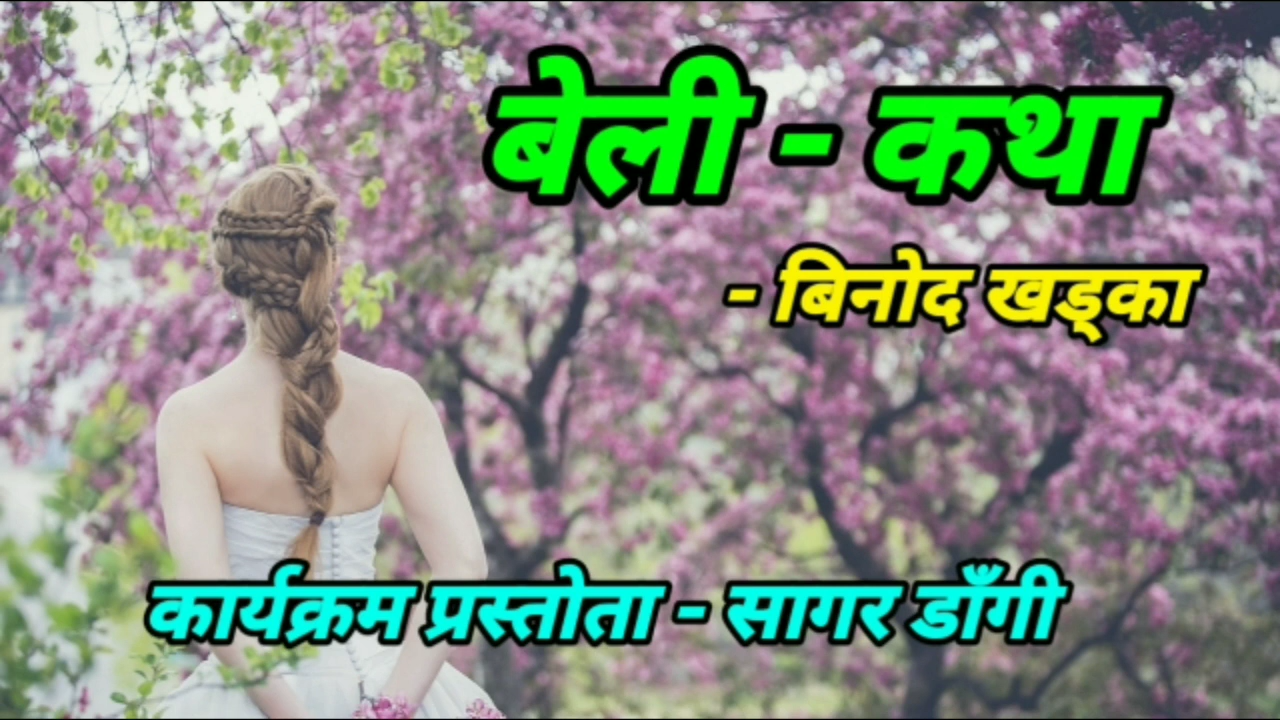 बेली - कथा
- बिनोद खड्का
कार्यक्रम प्रस्तोता - सागर डाँगी